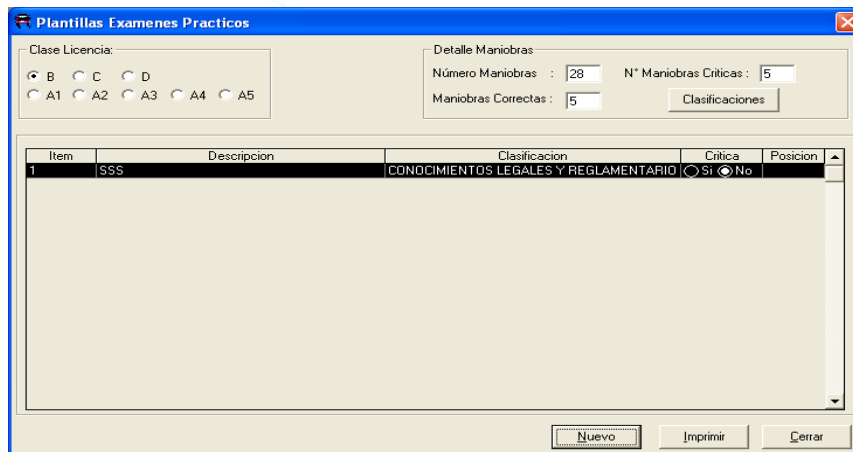 Plantillas Examenes Practicos
Clase Licencia:
B C D
A1 A2 A3 A4 A5
Detalle Maniobras
Número Maniobras : 28 N° Maniobras Criticas : 5
Maniobras Correctas : 5 Clasificaciones
Item Descripcion Clasificacion Critica Posicion
1 SSS CONOCIMIENTOS LEGALES Y REGLAMENTARIO Si No
Nuevo Imprimir Cerrar